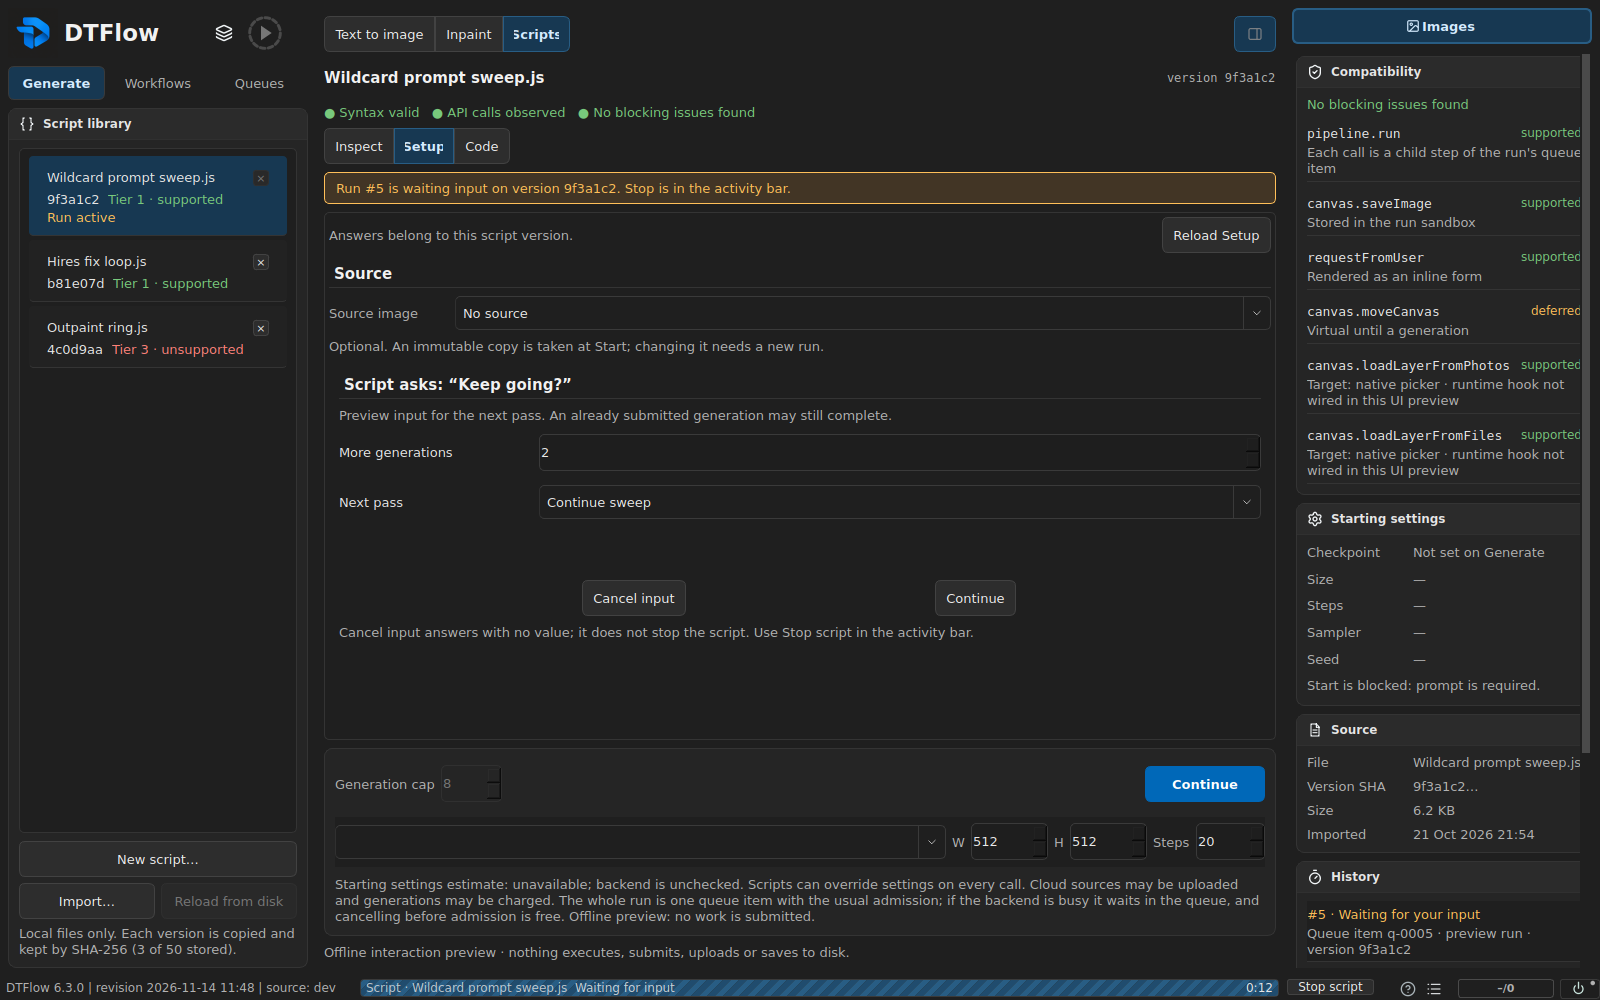 DTFlow
Generate
Workflows
Queues
Script library
Wildcard prompt sweep.js
9f3a1c2 Tier 1 · supported
Run active
Hires fix loop.js
b81e07d Tier 1 · supported
Outpaint ring.js
4c0d9aa Tier 3 · unsupported
New script...
Import...
Reload from disk
Local files only. Each version is copied and
kept by SHA-256 (3 of 50 stored).
Text to image
Inpaint
Scripts
Wildcard prompt sweep.js
version 9f3a1c2
Syntax valid
API calls observed
No blocking issues found
Inspect
Setup
Code
Run #5 is waiting input on version 9f3a1c2. Stop is in the activity bar.
Answers belong to this script version.
Reload Setup
Source
Source image
No source
Optional. An immutable copy is taken at Start; changing it needs a new run.
Script asks: “Keep going?”
Preview input for the next pass. An already submitted generation may still complete.
More generations
2
Next pass
Continue sweep
Cancel input
Continue
Cancel input answers with no value; it does not stop the script. Use Stop script in the activity bar.
Generation cap
8
Continue
W
512
H
512
Steps
20
Starting settings estimate: unavailable; backend is unchecked. Scripts can override settings on every call. Cloud sources may be uploaded
and generations may be charged. The whole run is one queue item with the usual admission; if the backend is busy it waits in the queue, and
cancelling before admission is free. Offline preview: no work is submitted.
Offline interaction preview · nothing executes, submits, uploads or saves to disk.
Images
Compatibility
No blocking issues found
pipeline.run
supported
Each call is a child step of the run's queue
item
canvas.saveImage
supported
Stored in the run sandbox
requestFromUser
supported
Rendered as an inline form
canvas.moveCanvas
deferred
Virtual until a generation
canvas.loadLayerFromPhotos
supported
Target: native picker · runtime hook not
wired in this UI preview
canvas.loadLayerFromFiles
supported
Target: native picker · runtime hook not
wired in this UI preview
Starting settings
Checkpoint
Not set on Generate
Size
—
Steps
—
Sampler
—
Seed
—
Start is blocked: prompt is required.
Source
File
Wildcard prompt sweep.js
Version SHA
9f3a1c2...
Size
6.2 KB
Imported
21 Oct 2026 21:54
History
#5 · Waiting for your input
Queue item q-0005 · preview run ·
version 9f3a1c2
DTFlow 6.3.0 | revision 2026-11-14 11:48 | source: dev
Script · Wildcard prompt sweep.js Waiting for input
0:12
Stop script
-/0